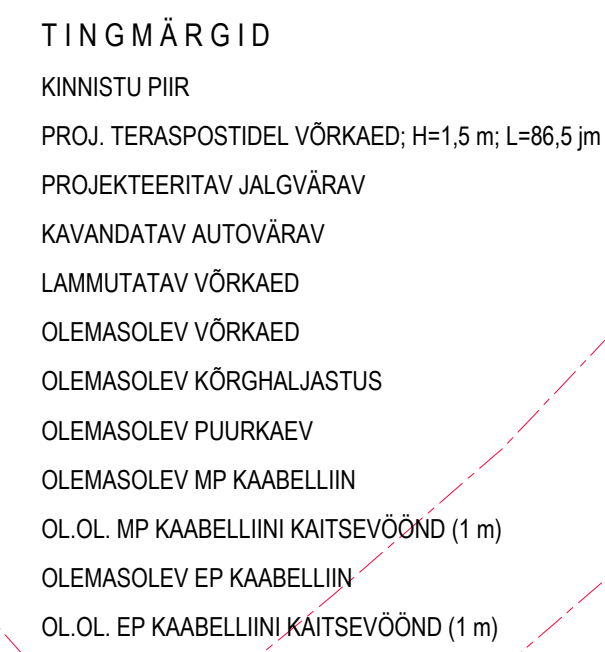 TINGMÄRGID
KINNISTU PIIR
PROJ. TERASPOSTIDEL VÕRKAED; H=1,5 m; L=86,5 jm
PROJEKTEERITAV JALGVÄRAV
KAVANDATAV AUTOVÄRAV
LAMMUTATAV VÕRKAED
OLEMASOLEV VÕRKAED
OLEMASOLEV KÕRGHALJASTUS
OLEMASOLEV PUURKAEV
OLEMASOLEV MP KAABELLIIN
OL.OL. MP KAABELLIINI KAITSEVÖÖND (1 m)
OLEMASOLEV EP KAABELLIIN
OL.OL. EP KAABELLIINI KAITSEVÖÖND (1 m)